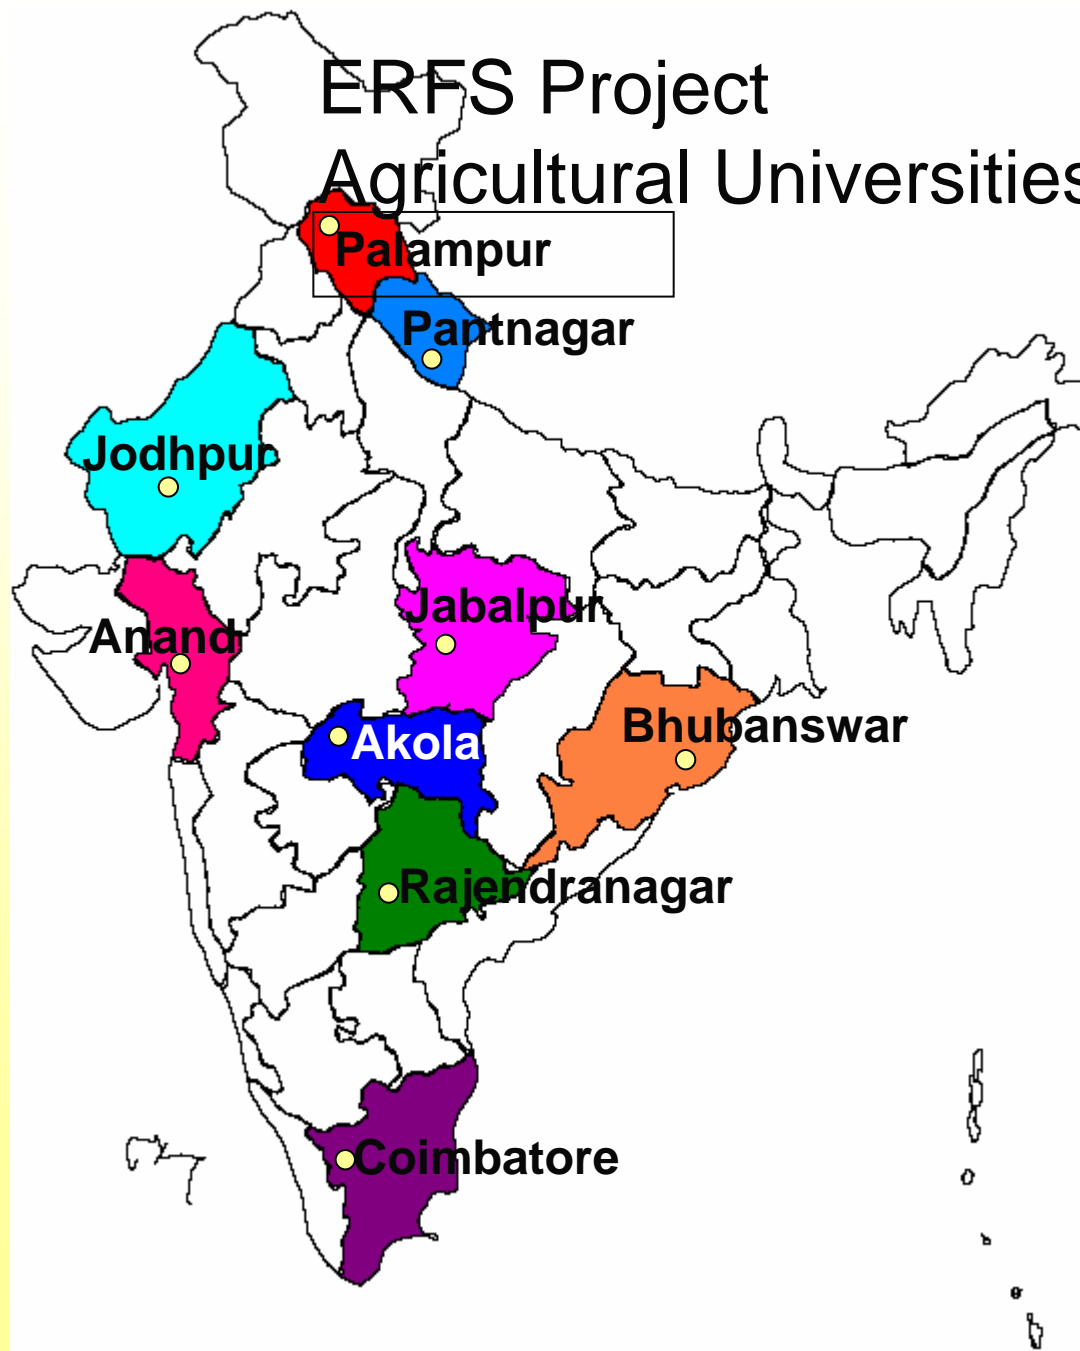 ERFS Project
Agricultural Universities
Palampur
Pantnagar
Jodhpur
Jabalpur
Anand
Bhubanswar
Akola
Rajendranagar
Coimbatore